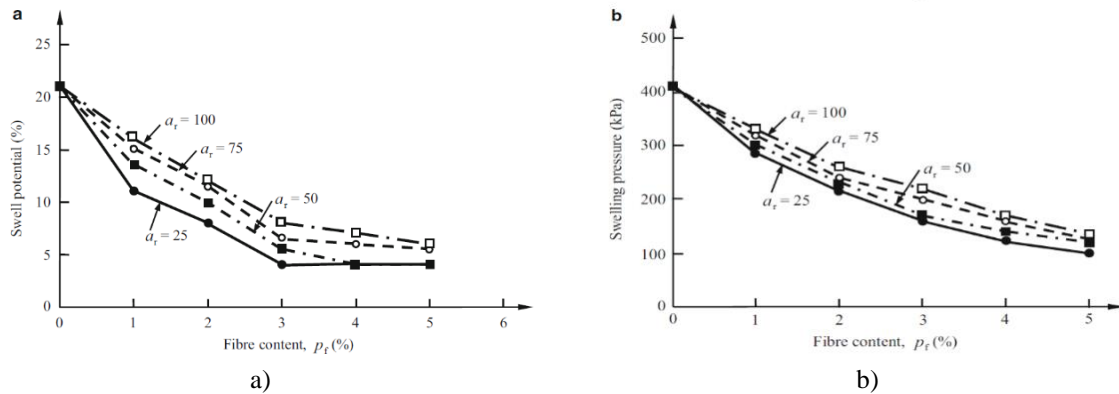 a
25
20
15
10
5
0
Swell potential (%)
a_r = 100
a_r = 75
a_r = 50
a_r = 25
0 1 2 3 4 5 6
Fibre content, p_f (%)
a)
b
500
400
300
200
100
0
Swelling pressure (kPa)
a_r = 100
a_r = 75
a_r = 50
a_r = 25
0 1 2 3 4 5
Fibre content, p_f (%)
b)